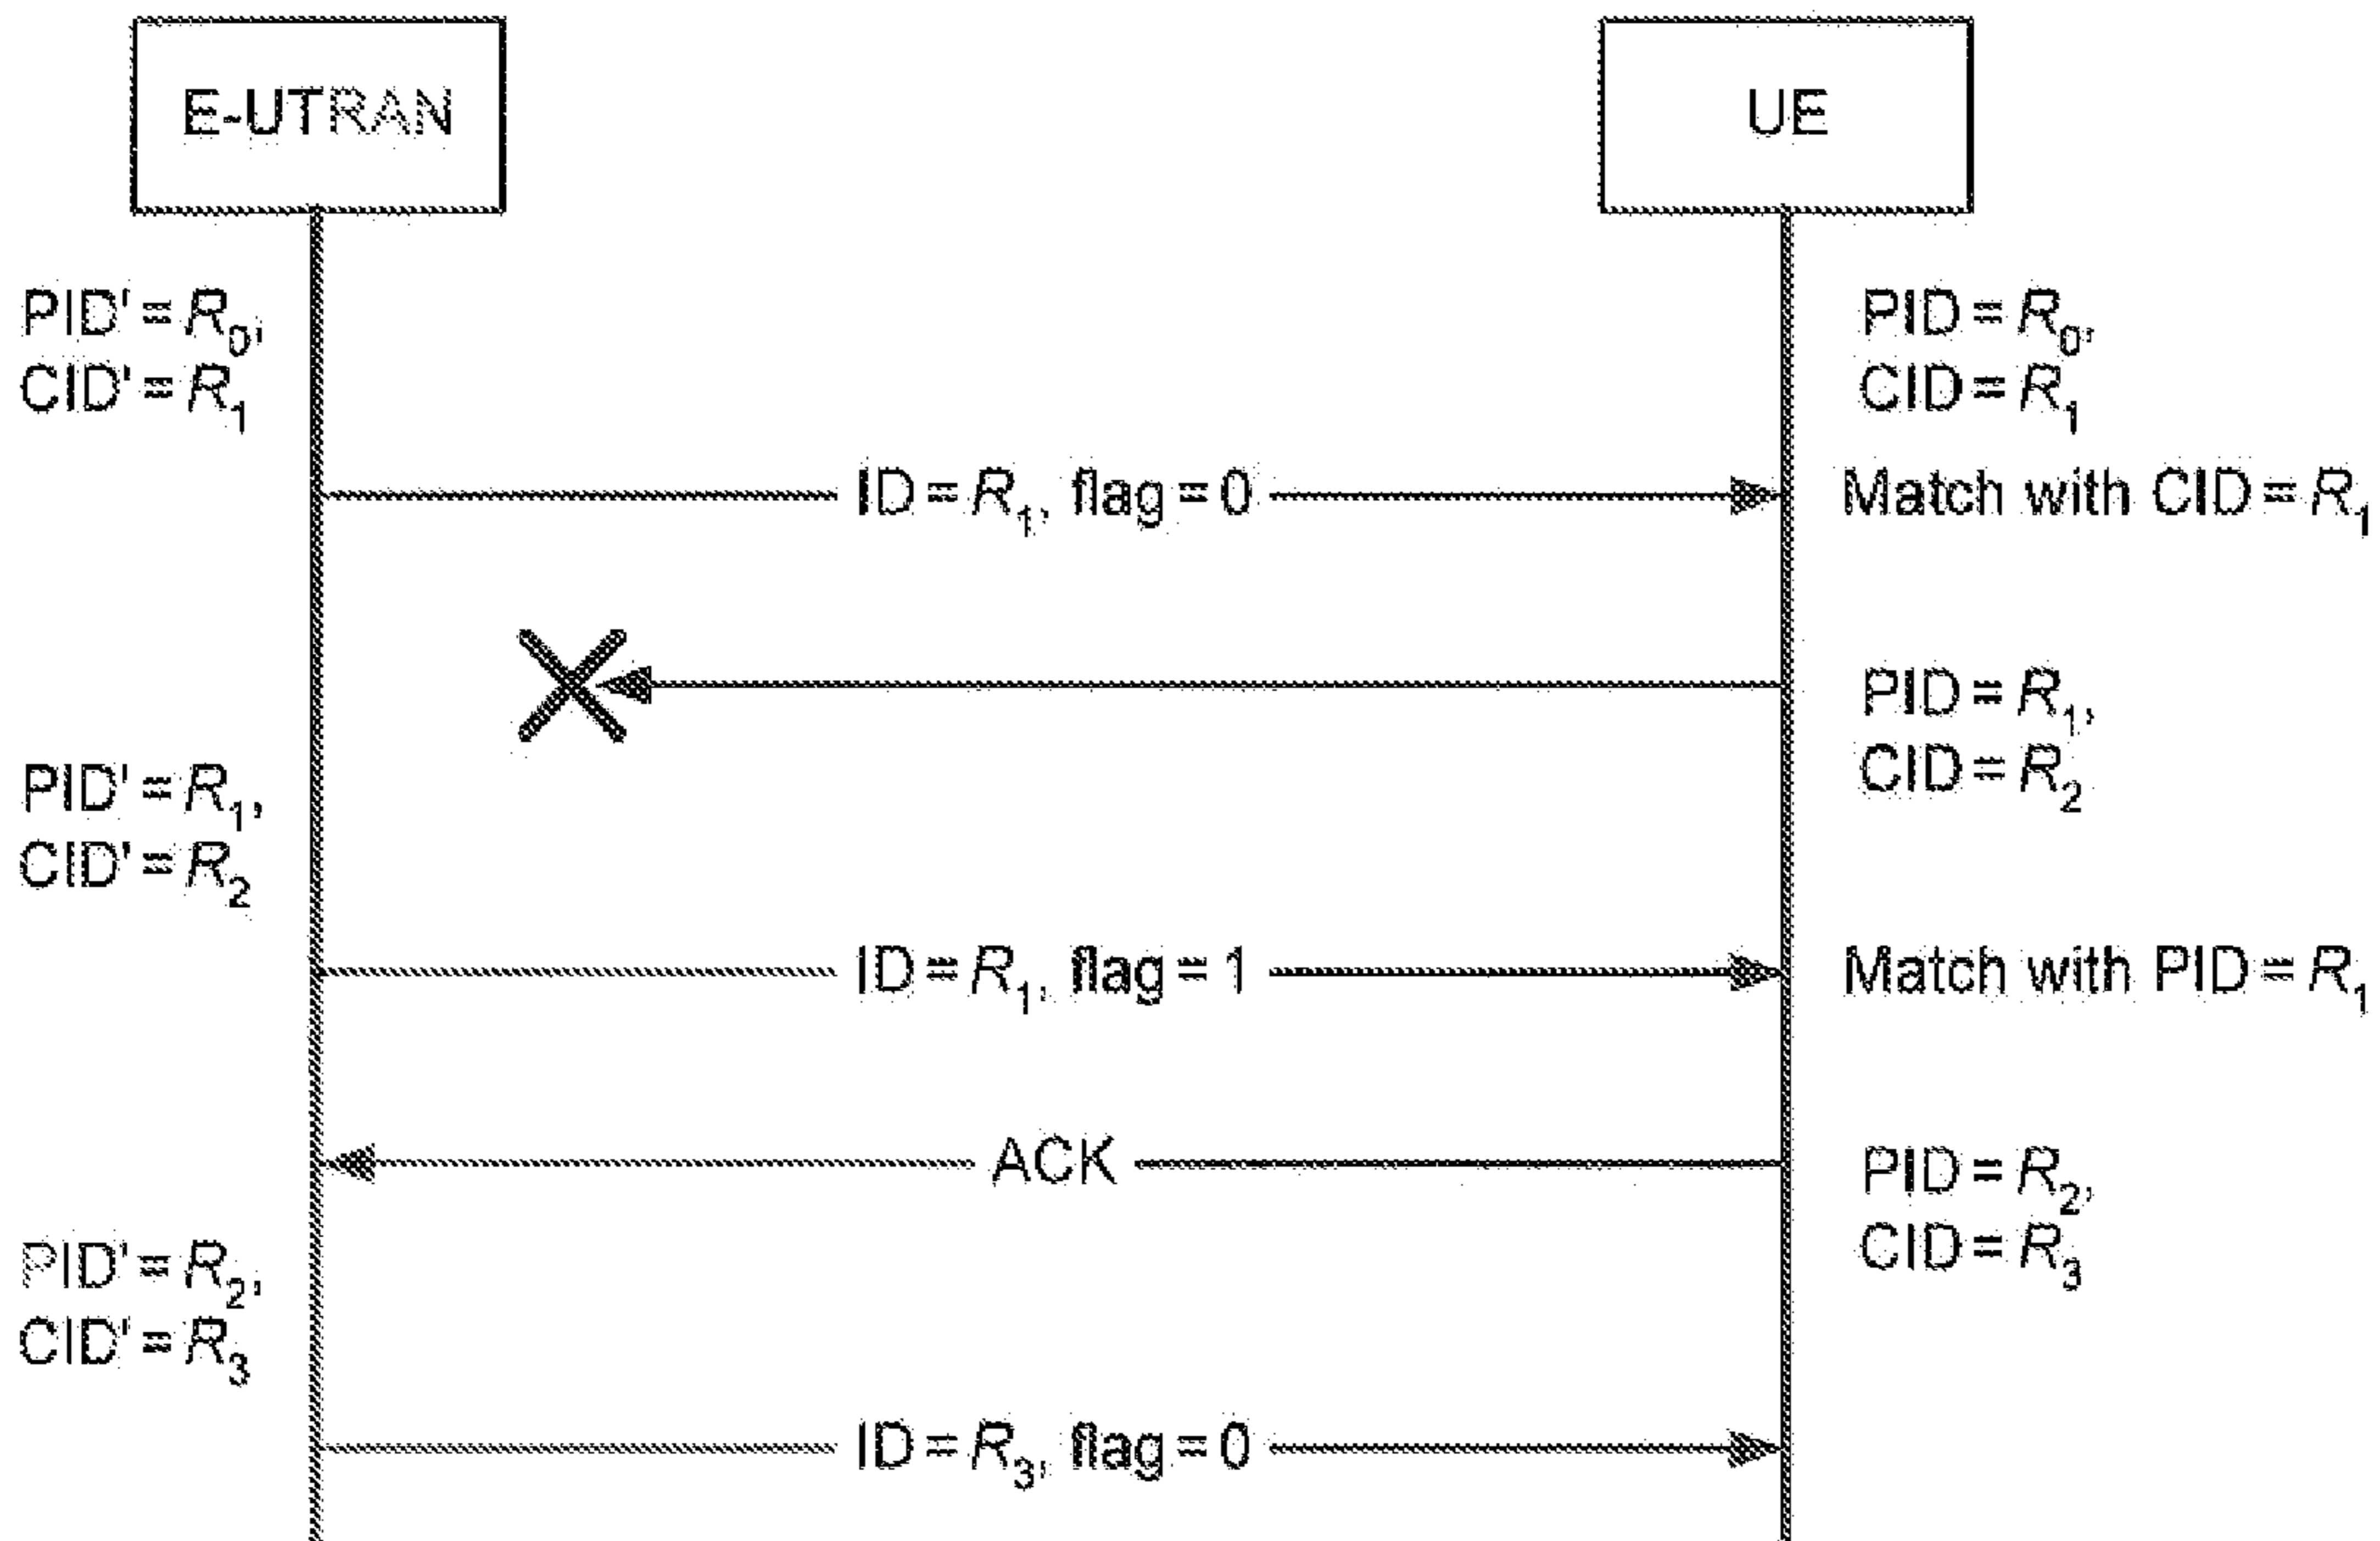 E-UTRAN
UE
PID' = R₀,
CID' = R₁
PID = R₀,
CID = R₁
ID = R₁, flag = 0
Match with CID = R₁
PID = R₁,
CID = R₂
PID' = R₁,
CID' = R₂
ID = R₁, flag = 1
Match with PID = R₁
ACK
PID = R₂,
CID = R₃
PID' = R₂,
CID' = R₃
ID = R₃, flag = 0